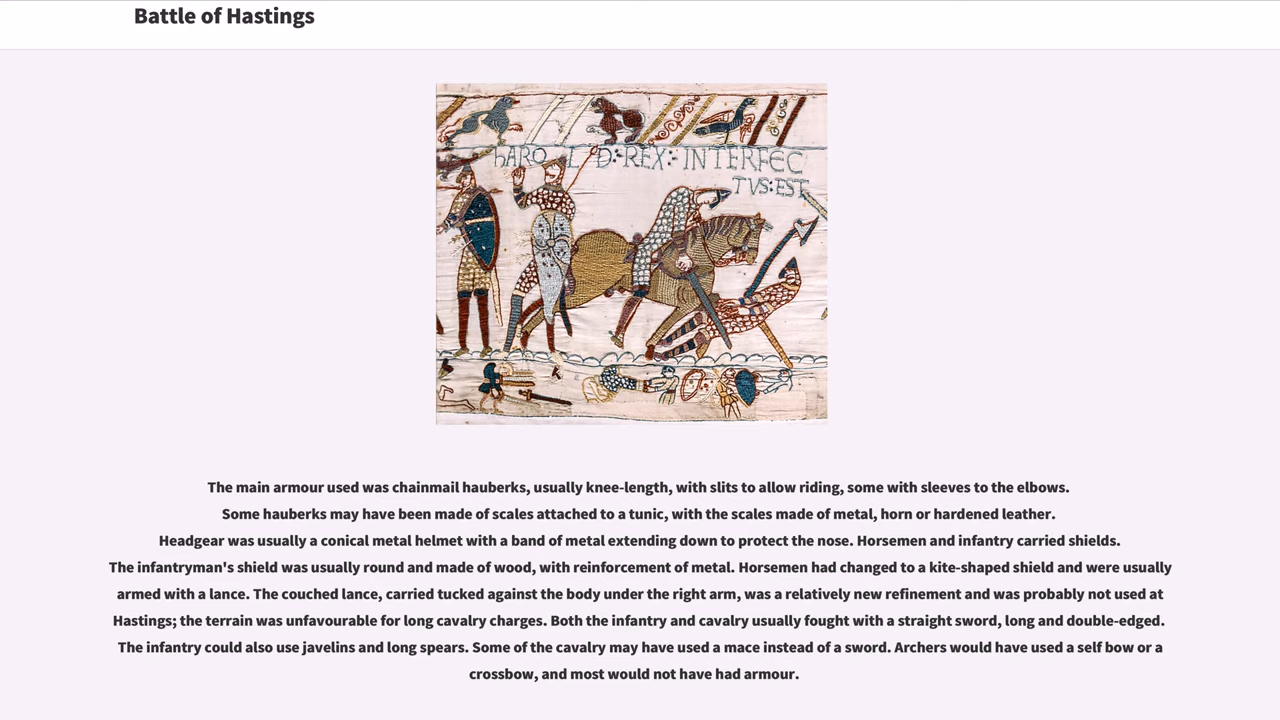 Battle of Hastings
hARO L D:REX:- INTERFEC
TVS:EST
The main armour used was chainmail hauberks, usually knee-length, with slits to allow riding, some with sleeves to the elbows.
Some hauberks may have been made of scales attached to a tunic, with the scales made of metal, horn or hardened leather.
Headgear was usually a conical metal helmet with a band of metal extending down to protect the nose. Horsemen and infantry carried shields.
The infantryman's shield was usually round and made of wood, with reinforcement of metal. Horsemen had changed to a kite-shaped shield and were usually
armed with a lance. The couched lance, carried tucked against the body under the right arm, was a relatively new refinement and was probably not used at
Hastings; the terrain was unfavourable for long cavalry charges. Both the infantry and cavalry usually fought with a straight sword, long and double-edged.
The infantry could also use javelins and long spears. Some of the cavalry may have used a mace instead of a sword. Archers would have used a self bow or a
crossbow, and most would not have had armour.